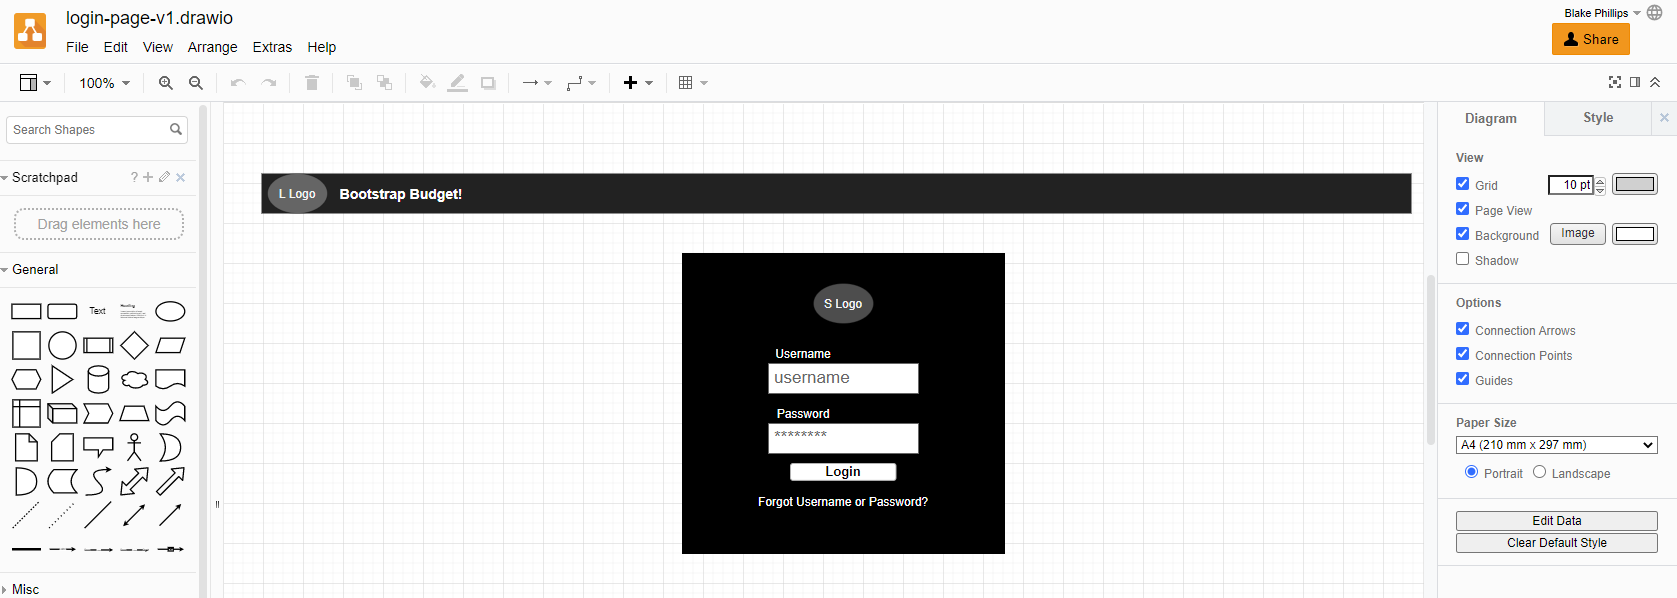 login-page-v1.drawio
Blake Phillips
File Edit View Arrange Extras Help
Share
100%
Search Shapes
Scratchpad
?
Drag elements here
General
Text
Heading
Misc
L Logo
Bootstrap Budget!
S Logo
Username
username
Password
********
Login
Forgot Username or Password?
Diagram Style
View
Grid 10 pt
Page View
Background Image
Shadow
Options
Connection Arrows
Connection Points
Guides
Paper Size
A4 (210 mm x 297 mm)
Portrait Landscape
Edit Data
Clear Default Style